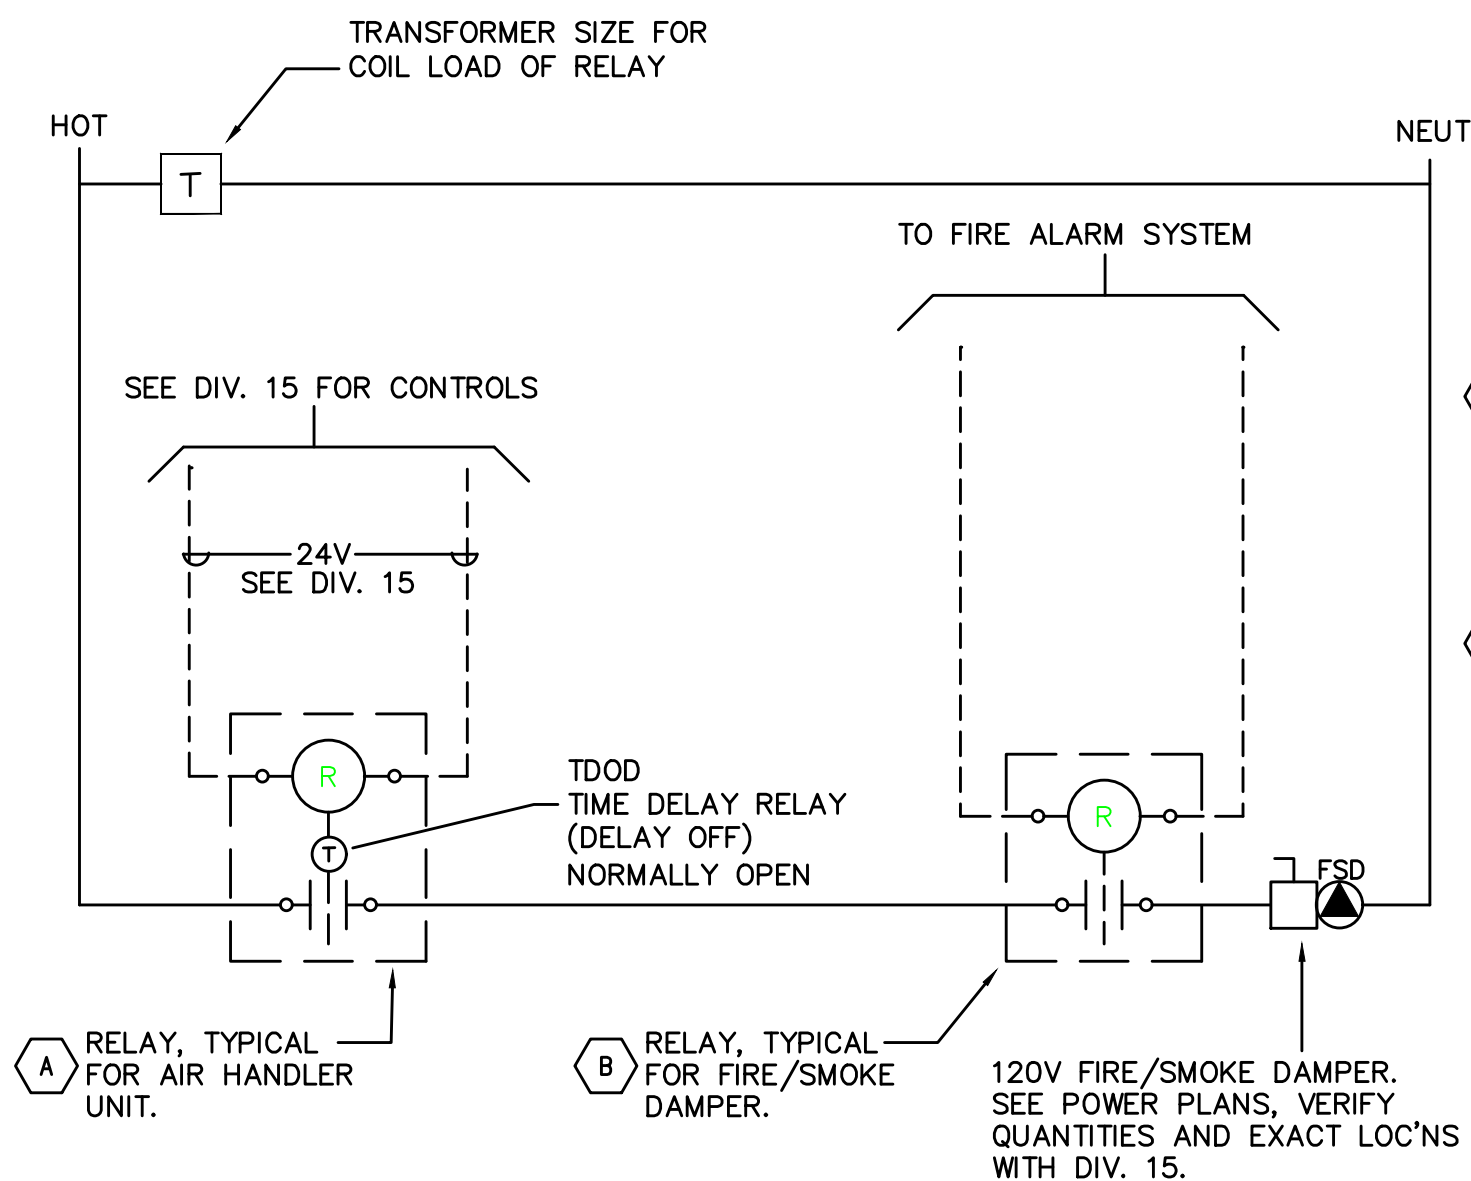 TRANSFORMER SIZE FOR
COIL LOAD OF RELAY
HOT
NEUT
T
TO FIRE ALARM SYSTEM
SEE DIV. 15 FOR CONTROLS
24V
SEE DIV. 15
R
TDOD
TIME DELAY RELAY
(DELAY OFF)
NORMALLY OPEN
T
R
FSD
A
RELAY, TYPICAL
FOR AIR HANDLER
UNIT.
B
RELAY, TYPICAL
FOR FIRE/SMOKE
DAMPER.
120V FIRE/SMOKE DAMPER.
SEE POWER PLANS, VERIFY
QUANTITIES AND EXACT LOC'NS
WITH DIV. 15.